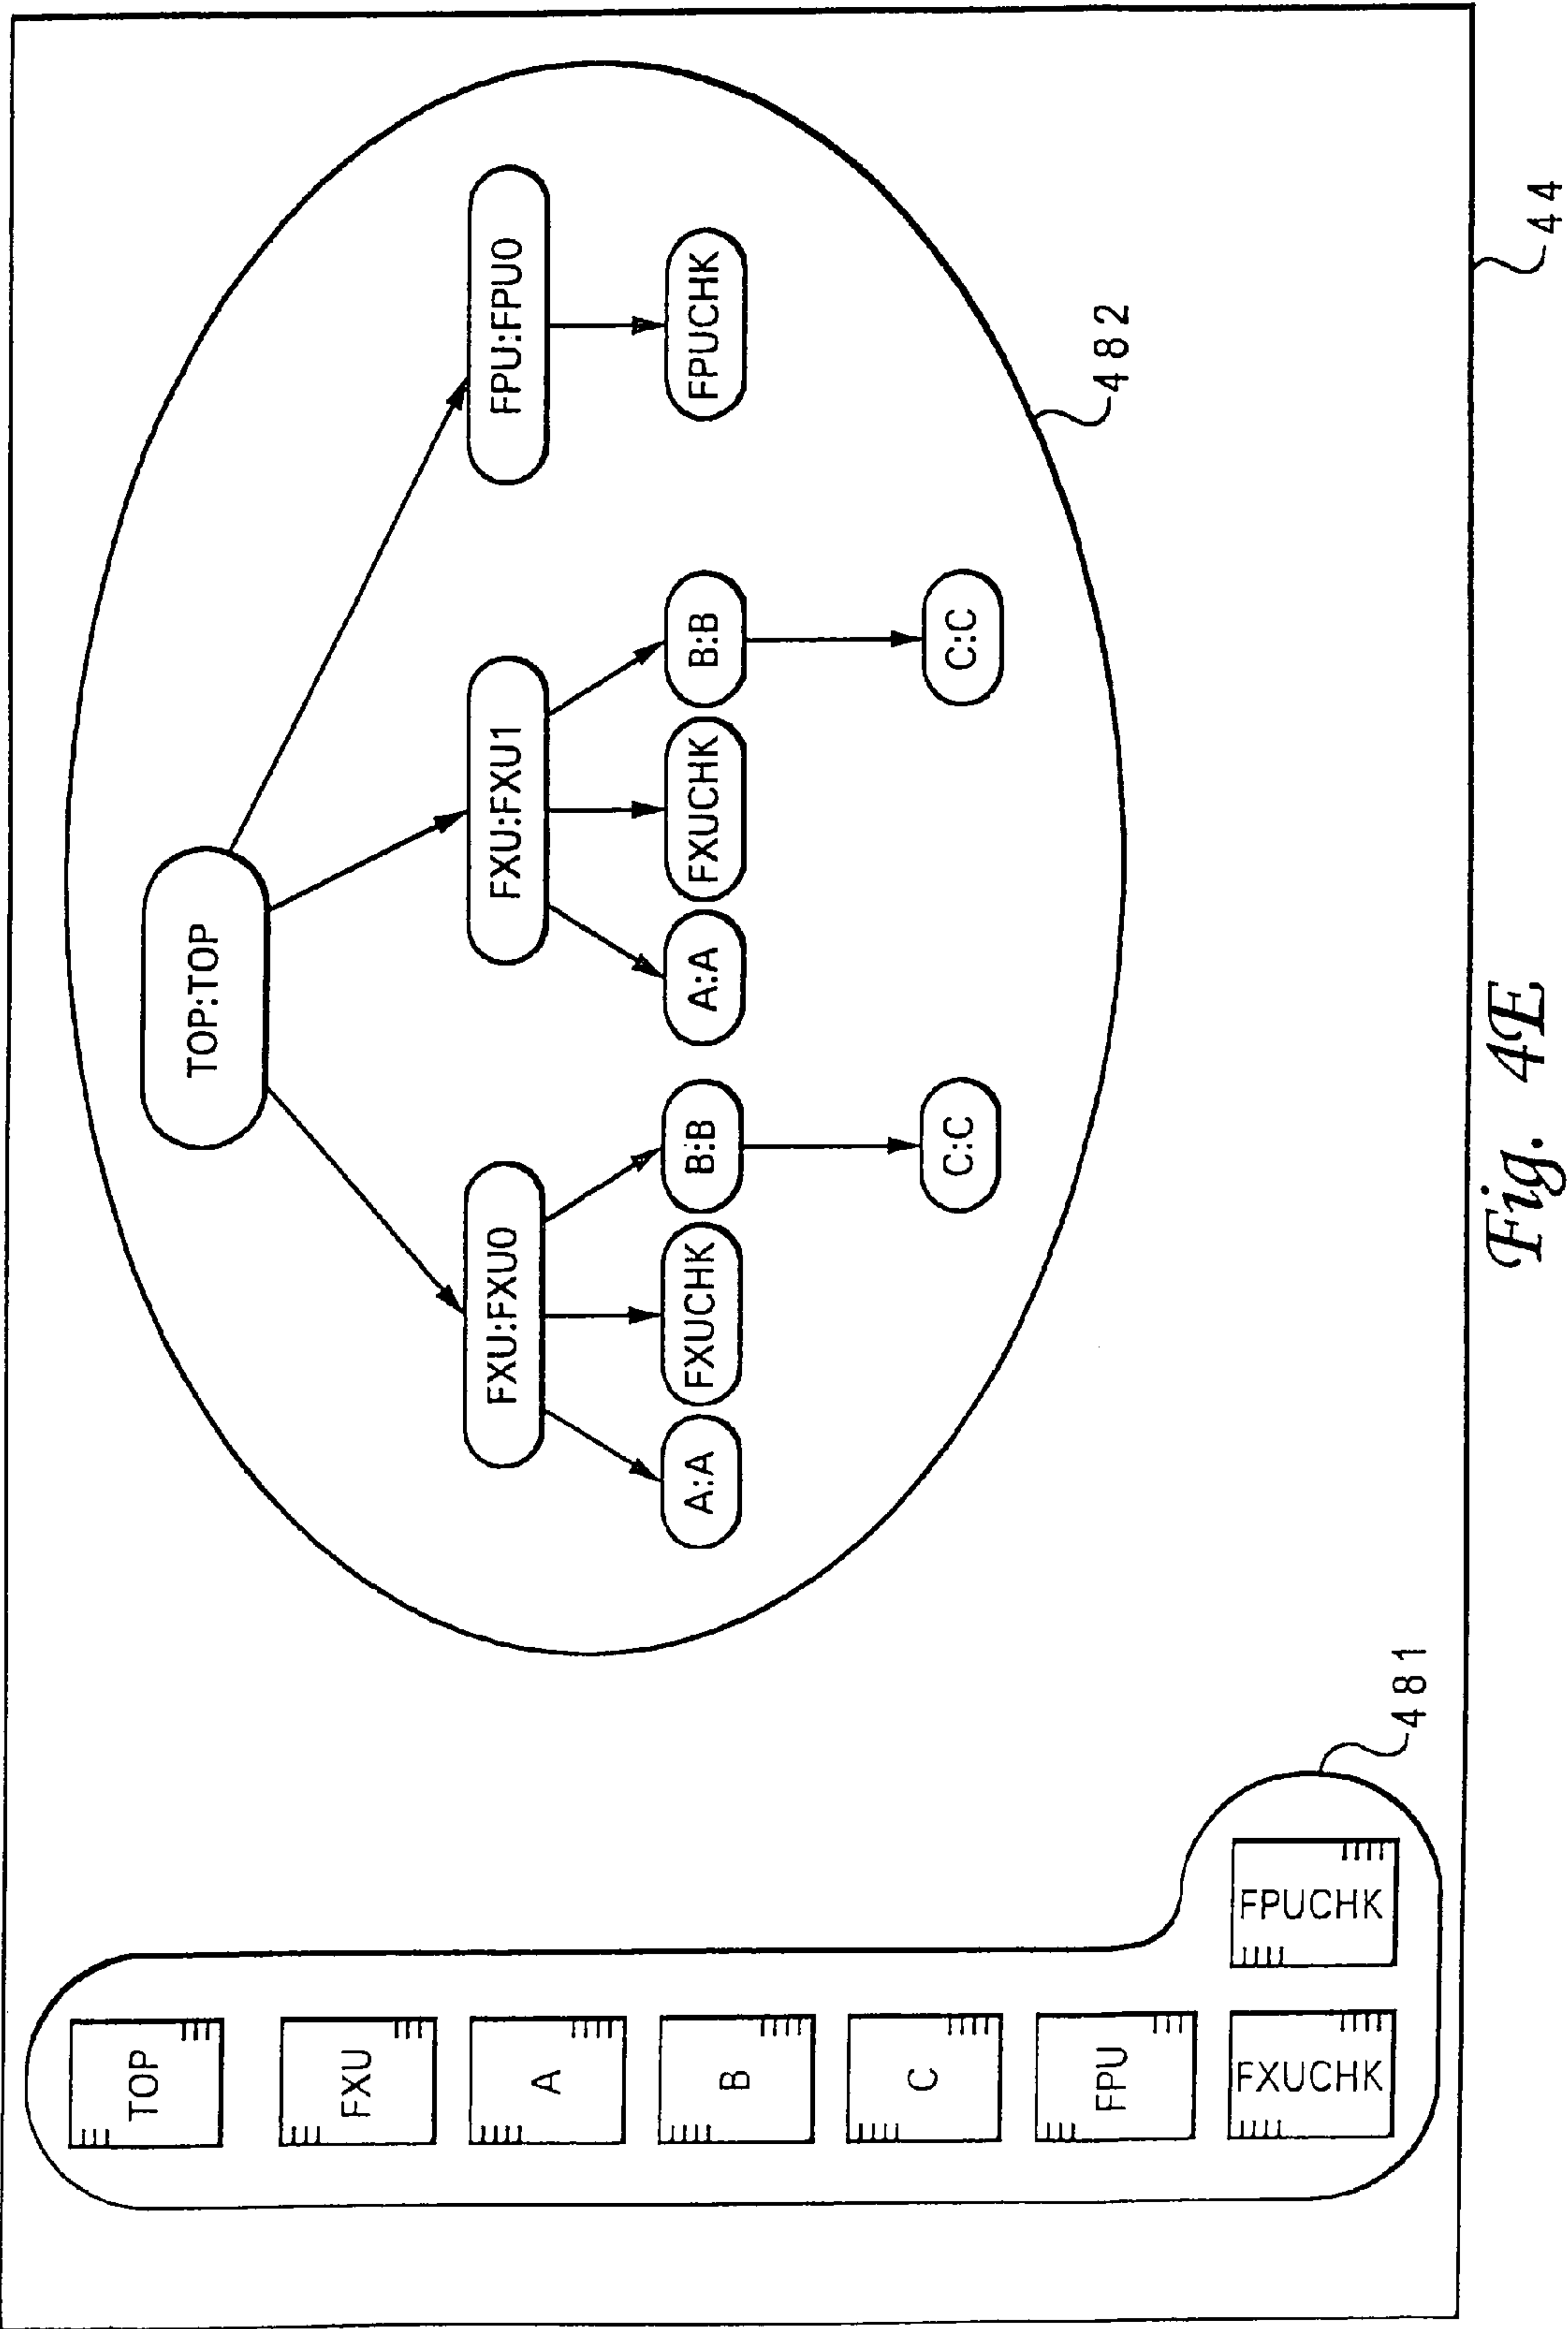 TOP
FXU
A
B
C
FPU
FXUCHK
FPUCHK
481
TOP:TOP
FXU:FXU0
FXU:FXU1
FPU:FPU0
A:A
FXUCHK
B:B
A:A
FXUCHK
B:B
FPUCHK
C:C
C:C
482
44
Fig. 4E